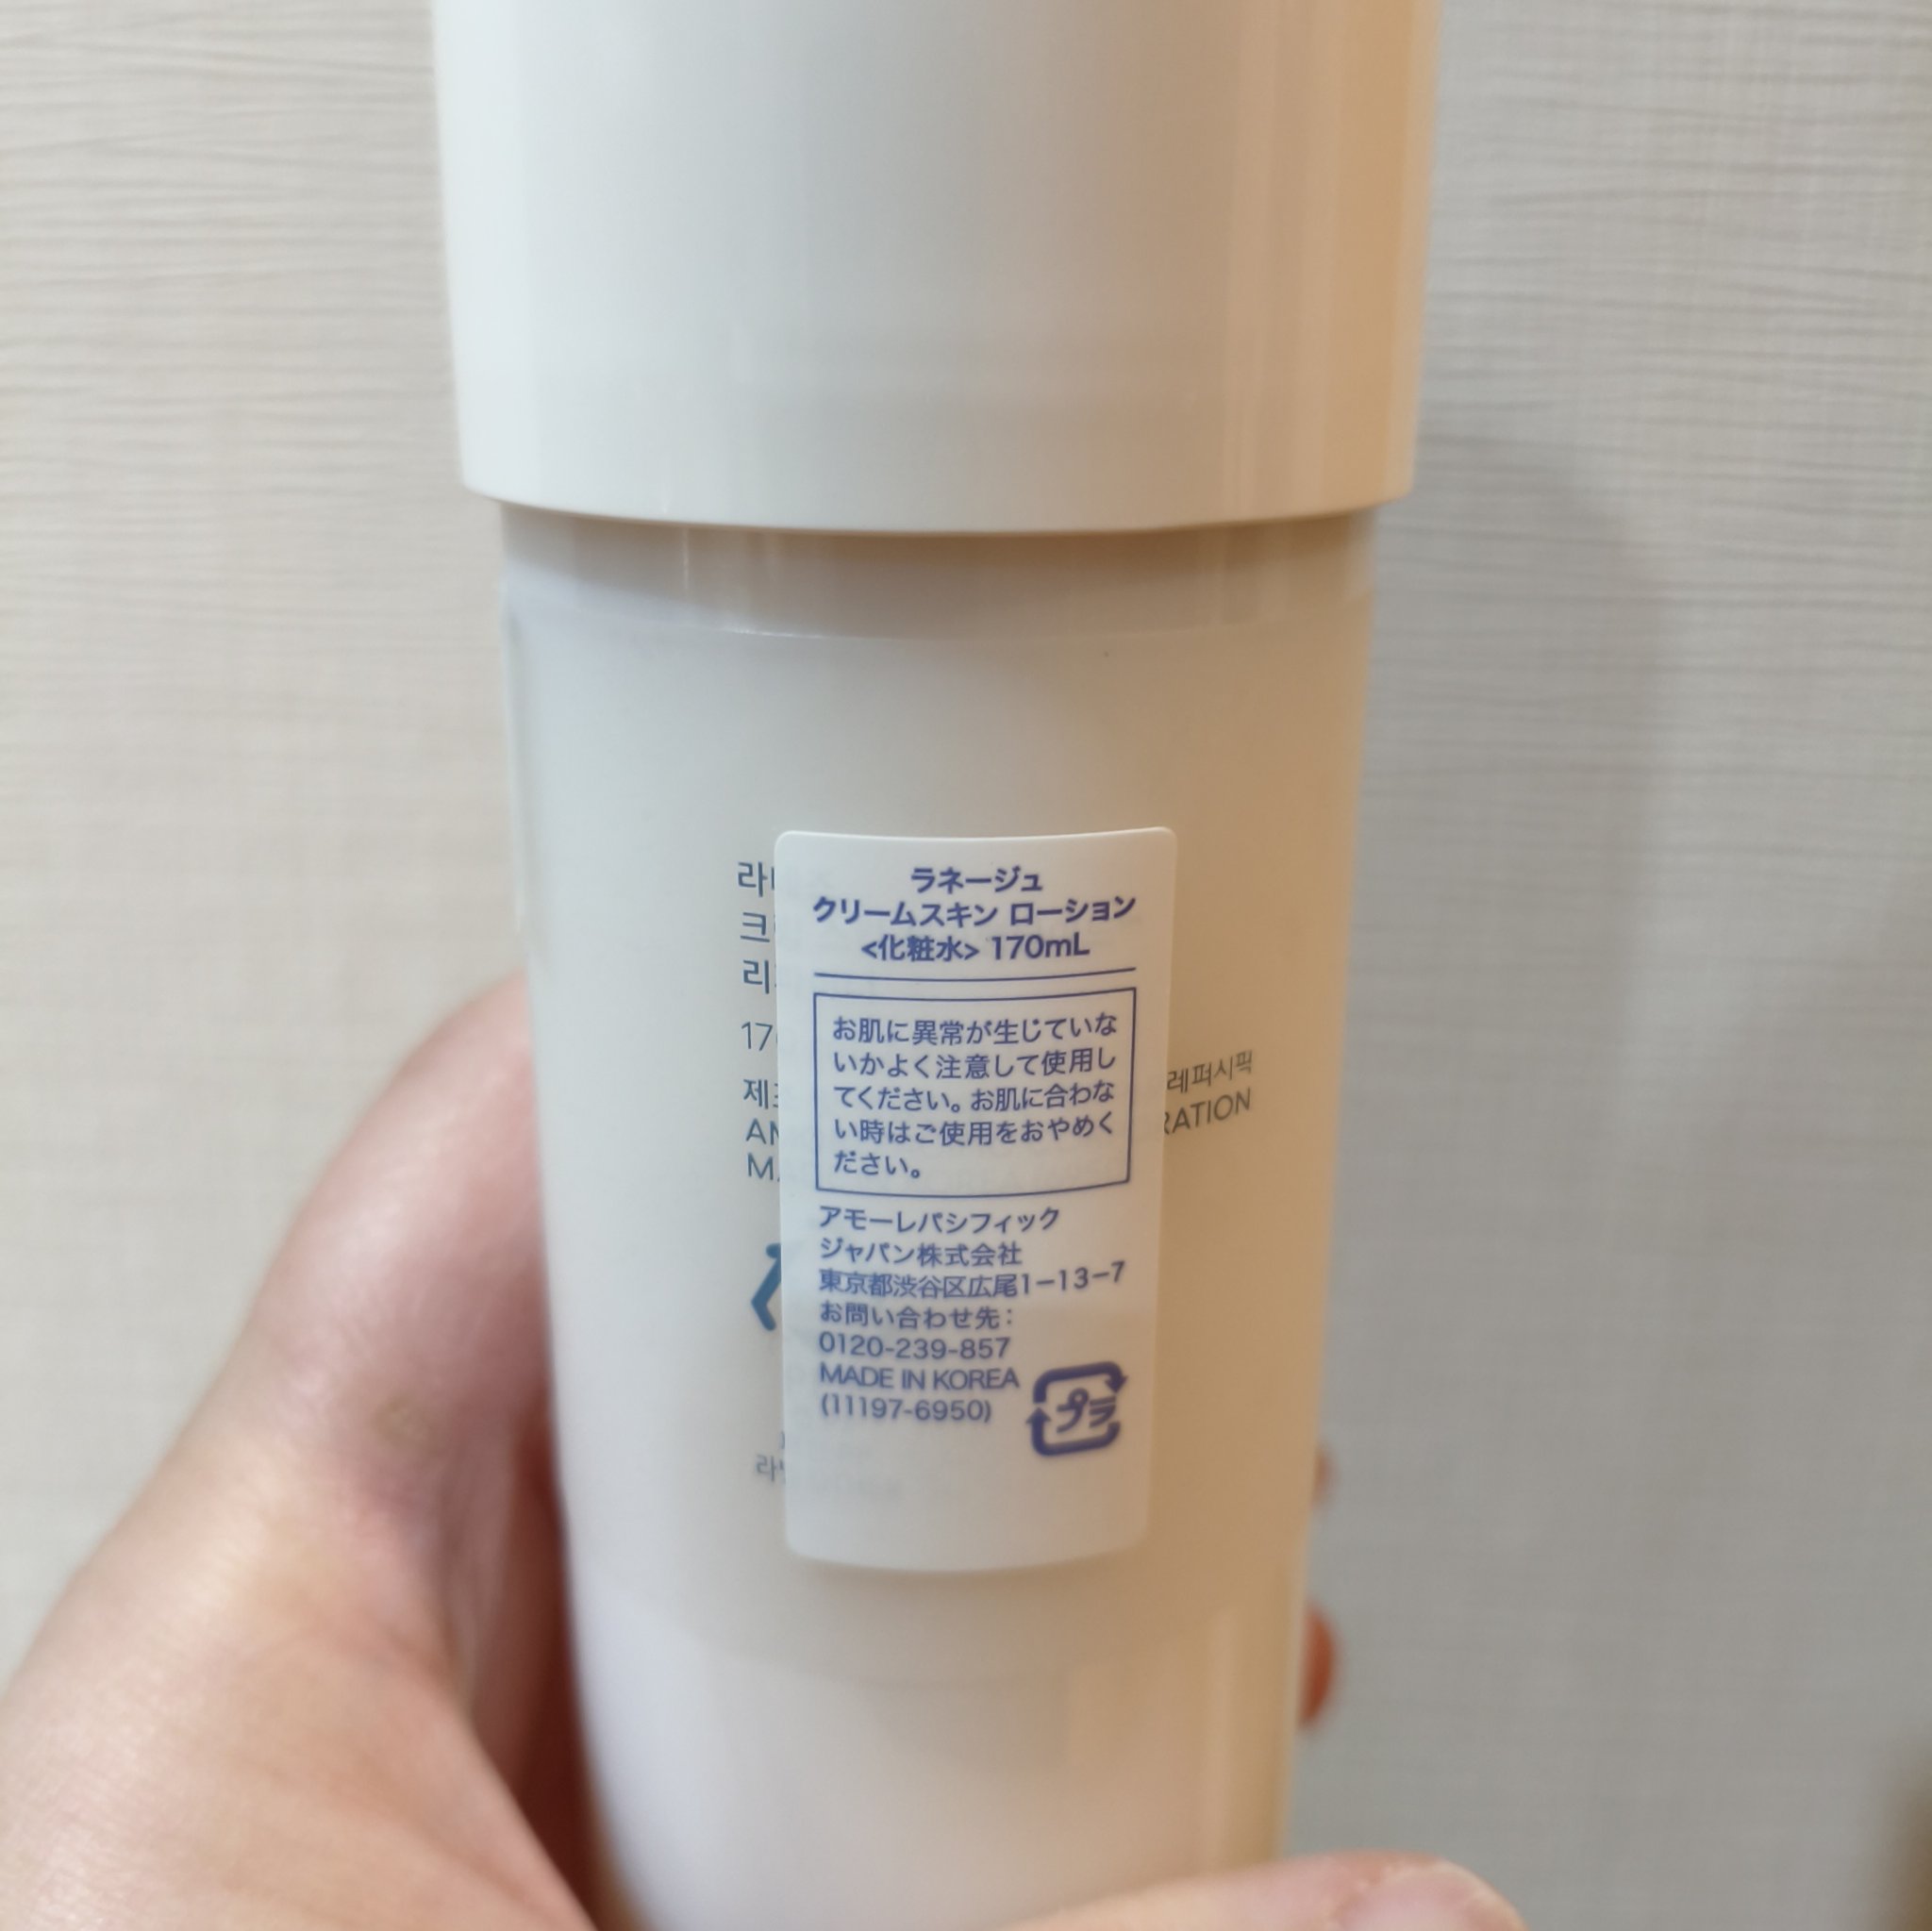 ラネージュ
クリームスキン ローション
<化粧水> 170mL
お肌に異常が生じていな
いかよく注意して使用し
てください。お肌に合わな
い時はご使用をおやめく
ださい。
アモーレパシフィック
ジャパン株式会社
東京都渋谷区広尾1-13-7
お問い合わせ先:
0120-239-857
MADE IN KOREA
(11197-6950)
プラ
레퍼시픽
RATION